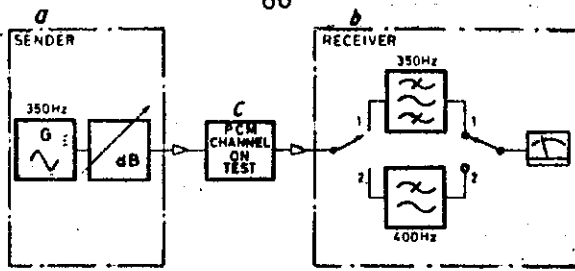 a
b
SENDER
RECEIVER
350Hz
G
dB
C
PCM
CHANNEL
ON
TEST
350Hz
1
1
2
2
400Hz